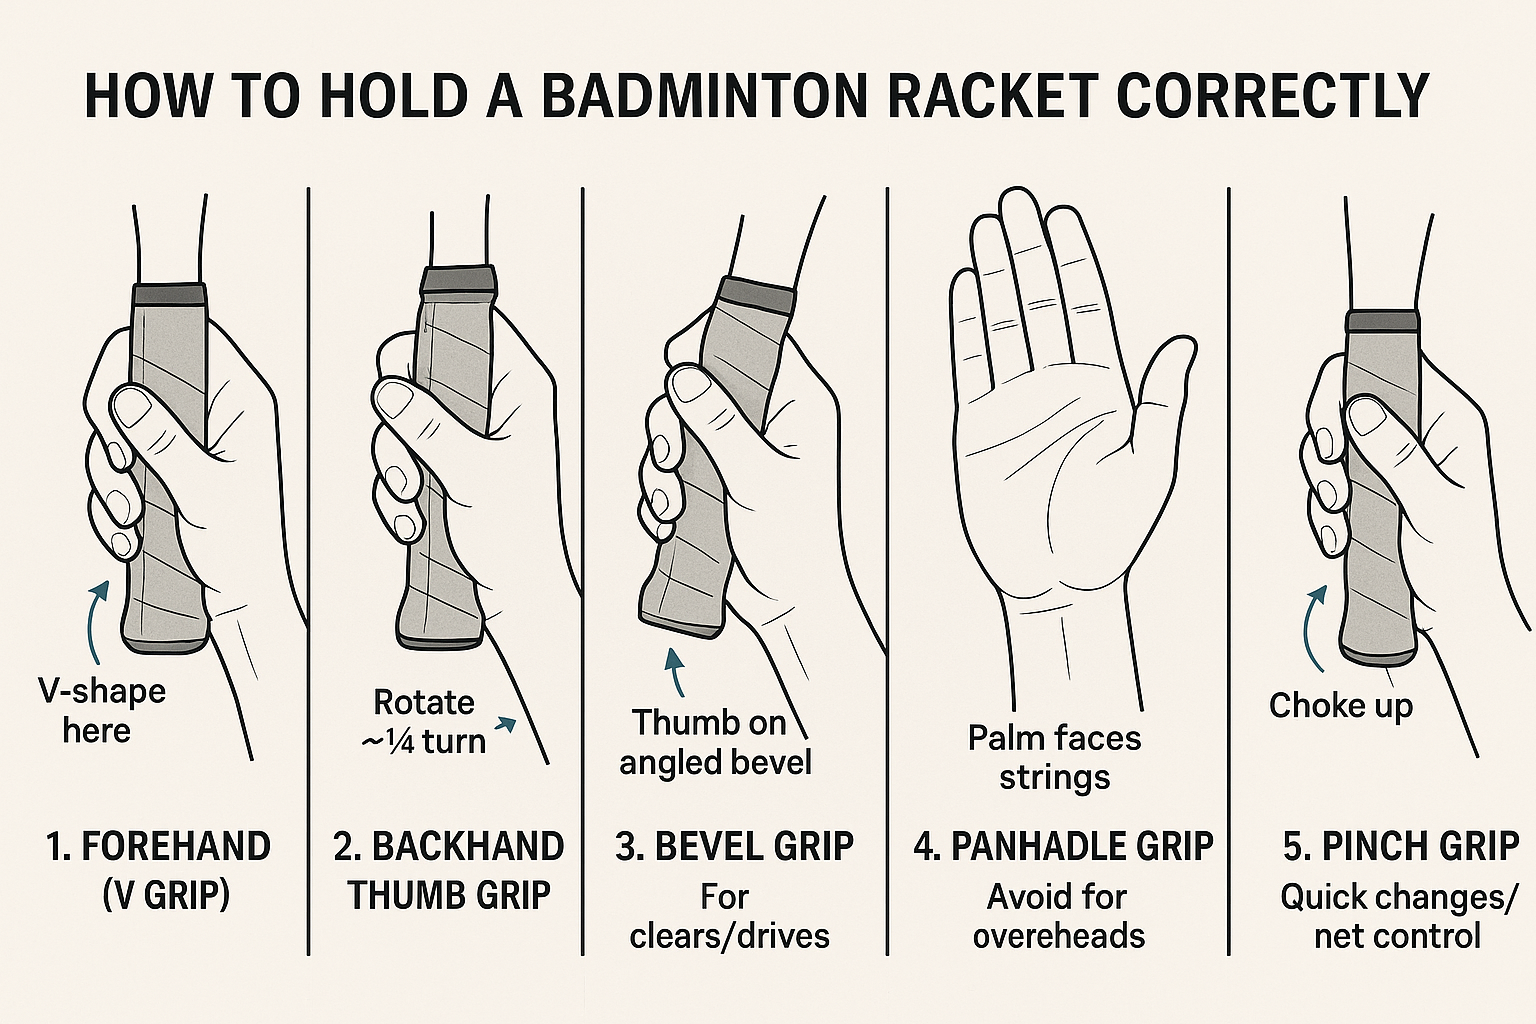 HOW TO HOLD A BADMINTON RACKET CORRECTLY
V-shape
here
1. FOREHAND
(V GRIP)
Rotate
~¼ turn
2. BACKHAND
THUMB GRIP
Thumb on
angled bevel
3. BEVEL GRIP
For
clears/drives
Palm faces
strings
4. PANHADLE GRIP
Avoid for
overeheads
Choke up
5. PINCH GRIP
Quick changes/
net control